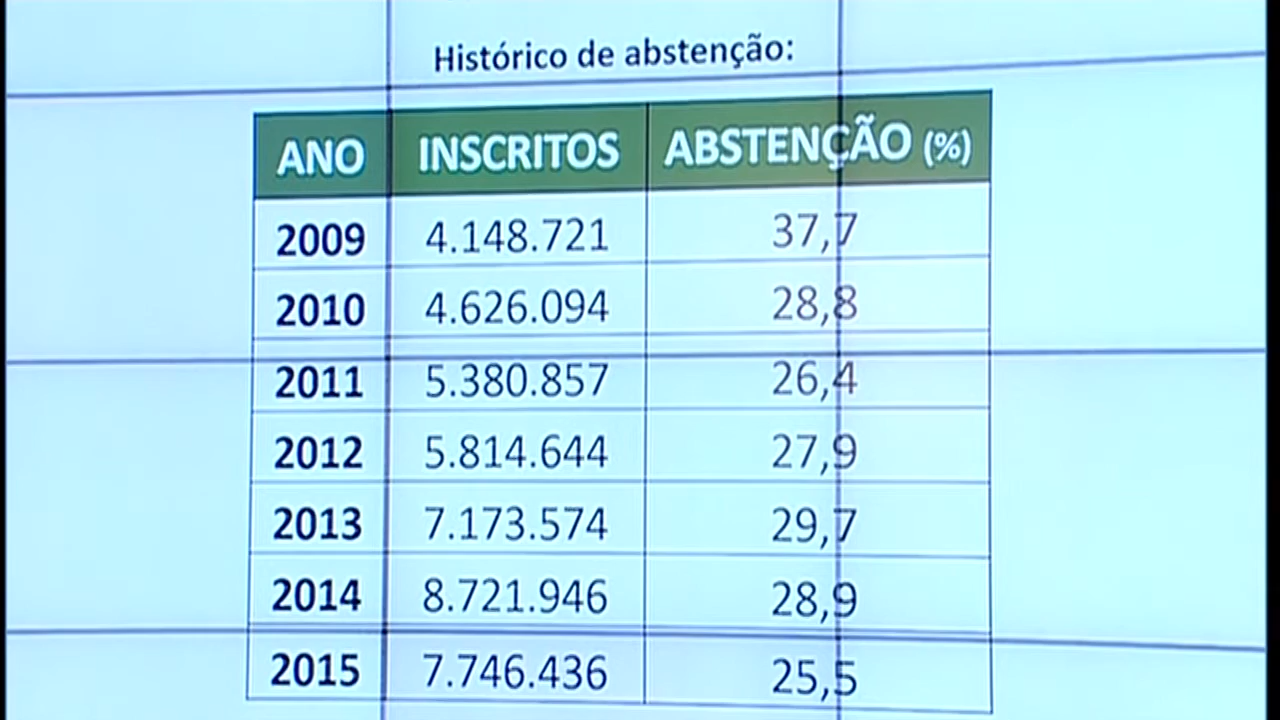 Histórico de abstenção:
ANO INSCRITOS ABSTENÇÃO (%)
2009 4.148.721 37,7
2010 4.626.094 28,8
2011 5.380.857 26,4
2012 5.814.644 27,9
2013 7.173.574 29,7
2014 8.721.946 28,9
2015 7.746.436 25,5